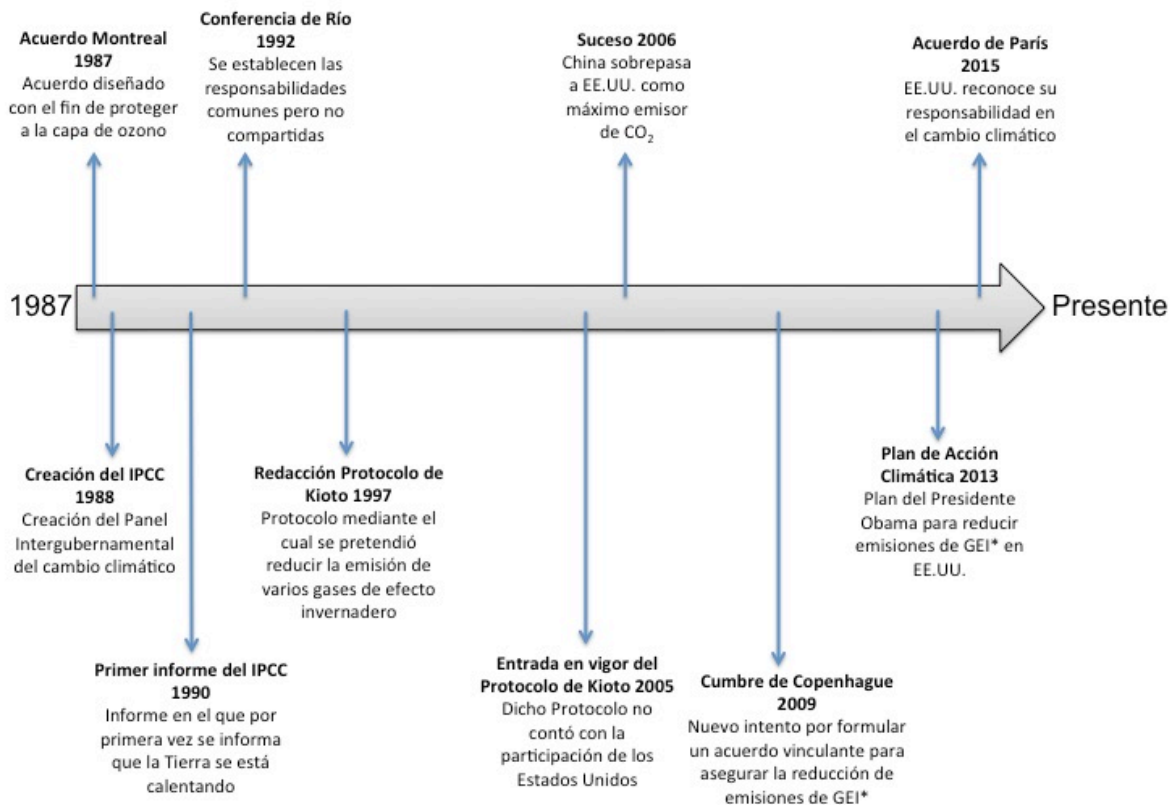 Acuerdo Montreal
1987
Acuerdo diseñado
con el fin de proteger
a la capa de ozono
Conferencia de Río
1992
Se establecen las
responsabilidades
comunes pero no
compartidas
Suceso 2006
China sobrepasa
a EE.UU. como
máximo emisor
de CO₂
Acuerdo de París
2015
EE.UU. reconoce su
responsabilidad en
el cambio climático
1987
Presente
Creación del IPCC
1988
Creación del Panel
Intergubernamental
del cambio climático
Primer informe del IPCC
1990
Informe en el que por
primera vez se informa
que la Tierra se está
calentando
Redacción Protocolo de
Kioto 1997
Protocolo mediante el
cual se pretendió
reducir la emisión de
varios gases de efecto
invernadero
Entrada en vigor del
Protocolo de Kioto 2005
Dicho Protocolo no
contó con la
participación de los
Estados Unidos
Cumbre de Copenhague
2009
Nuevo intento por formular
un acuerdo vinculante para
asegurar la reducción de
emisiones de GEI*
Plan de Acción
Climática 2013
Plan del Presidente
Obama para reducir
emisiones de GEI* en
EE.UU.